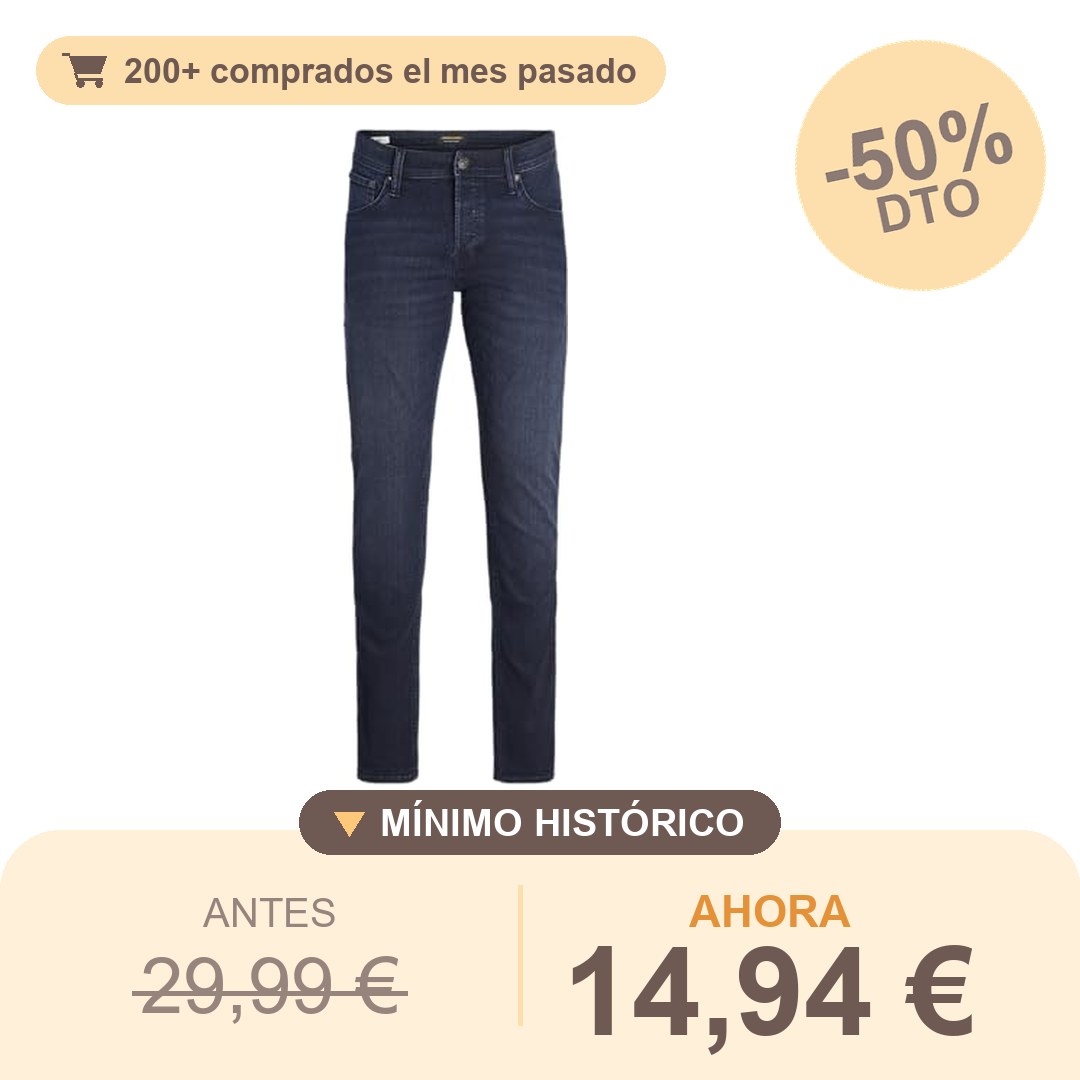 200+ comprados el mes pasado
-50%
DTO
MÍNIMO HISTÓRICO
ANTES
29,99 €
AHORA
14,94 €